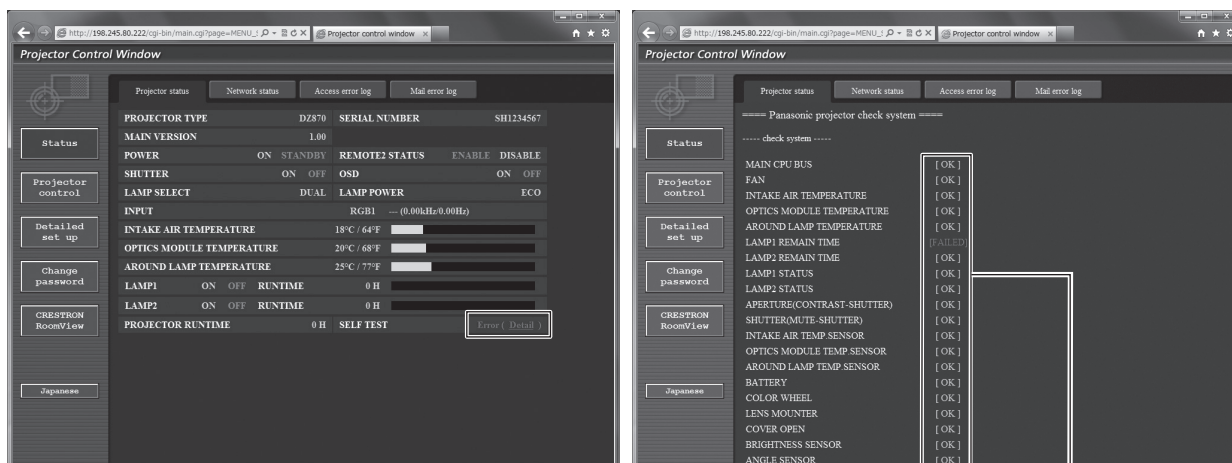 http://198.245.80.222/cgi-bin/main.cgi?page=MENU_S
Projector control window
Projector Control Window
Projector status Network status Access error log Mail error log
Status
Projector control
Detailed set up
Change password
CRESTRON RoomView
Japanese
PROJECTOR TYPE DZ870 SERIAL NUMBER SH1234567
MAIN VERSION 1.00
POWER ON STANDBY REMOTE2 STATUS ENABLE DISABLE
SHUTTER ON OFF OSD ON OFF
LAMP SELECT DUAL LAMP POWER ECO
INPUT RGB1 --- (0.00kHz/0.00Hz)
INTAKE AIR TEMPERATURE 18°C / 64°F
OPTICS MODULE TEMPERATURE 20°C / 68°F
AROUND LAMP TEMPERATURE 25°C / 77°F
LAMP1 ON OFF RUNTIME 0 H
LAMP2 ON OFF RUNTIME 0 H
PROJECTOR RUNTIME 0 H SELF TEST Error ( Detail )
http://198.245.80.222/cgi-bin/main.cgi?page=MENU_S
Projector control window
Projector Control Window
Projector status Network status Access error log Mail error log
Status
Projector control
Detailed set up
Change password
CRESTRON RoomView
Japanese
==== Panasonic projector check system ====
----- check system -----
MAIN CPU BUS [ OK ]
FAN [ OK ]
INTAKE AIR TEMPERATURE [ OK ]
OPTICS MODULE TEMPERATURE [ OK ]
AROUND LAMP TEMPERATURE [ OK ]
LAMP1 REMAIN TIME [FAILED]
LAMP2 REMAIN TIME [ OK ]
LAMP1 STATUS [ OK ]
LAMP2 STATUS [ OK ]
APERTURE(CONTRAST-SHUTTER) [ OK ]
SHUTTER(MUTE-SHUTTER) [ OK ]
INTAKE AIR TEMP.SENSOR [ OK ]
OPTICS MODULE TEMP.SENSOR [ OK ]
AROUND LAMP TEMP.SENSOR [ OK ]
BATTERY [ OK ]
COLOR WHEEL [ OK ]
LENS MOUNTER [ OK ]
COVER OPEN [ OK ]
BRIGHTNESS SENSOR [ OK ]
ANGLE SENSOR [ OK ]